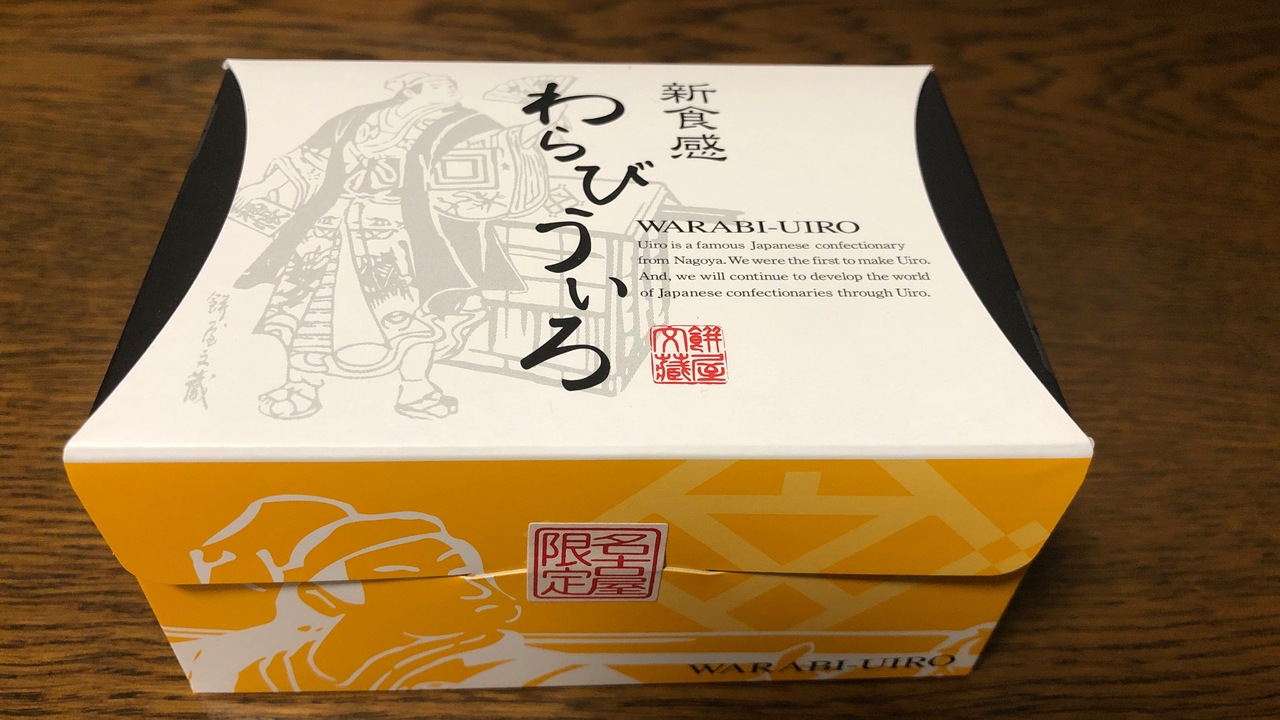 新食感
わらびうぃろ
WARABI-UIRO
Uiro is a famous Japanese confectionary
from Nagoya. We were the first to make Uiro.
And, we will continue to develop the world
of Japanese confectionaries through Uiro.
餅屋
文蔵
餅屋文蔵
名古屋
限定
WARABI-UIRO